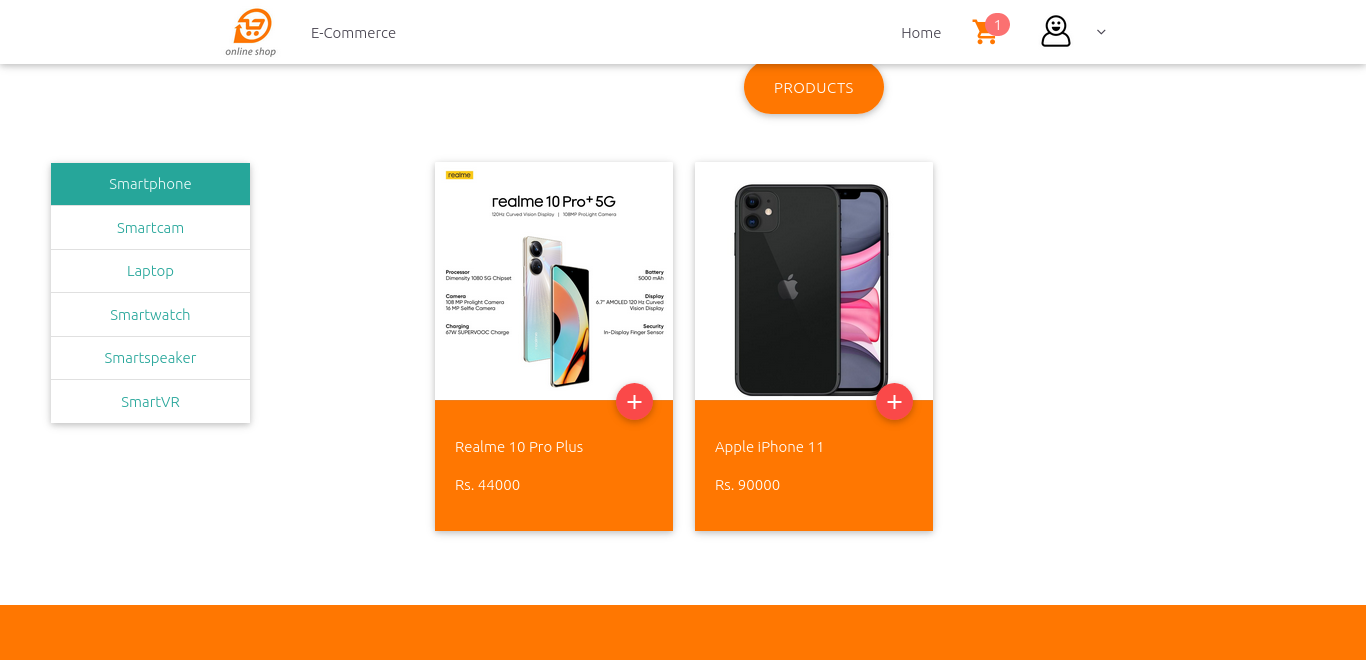 online shop
E-Commerce
Home
1
PRODUCTS
Smartphone
Smartcam
Laptop
Smartwatch
Smartspeaker
SmartVR
realme
realme 10 Pro+ 5G
120Hz Curved Vision Display | 108MP ProLight Camera
Processor
Dimensity 1080 5G Chipset
Camera
108 MP Prolight Camera
16 MP Selfie Camera
Charging
67W SUPERVOOC Charge
Battery
5000 mAh
Display
6.7" AMOLED 120 Hz Curved
Vision Display
Security
In-Display Finger Sensor
+
Realme 10 Pro Plus
Rs. 44000
+
Apple iPhone 11
Rs. 90000